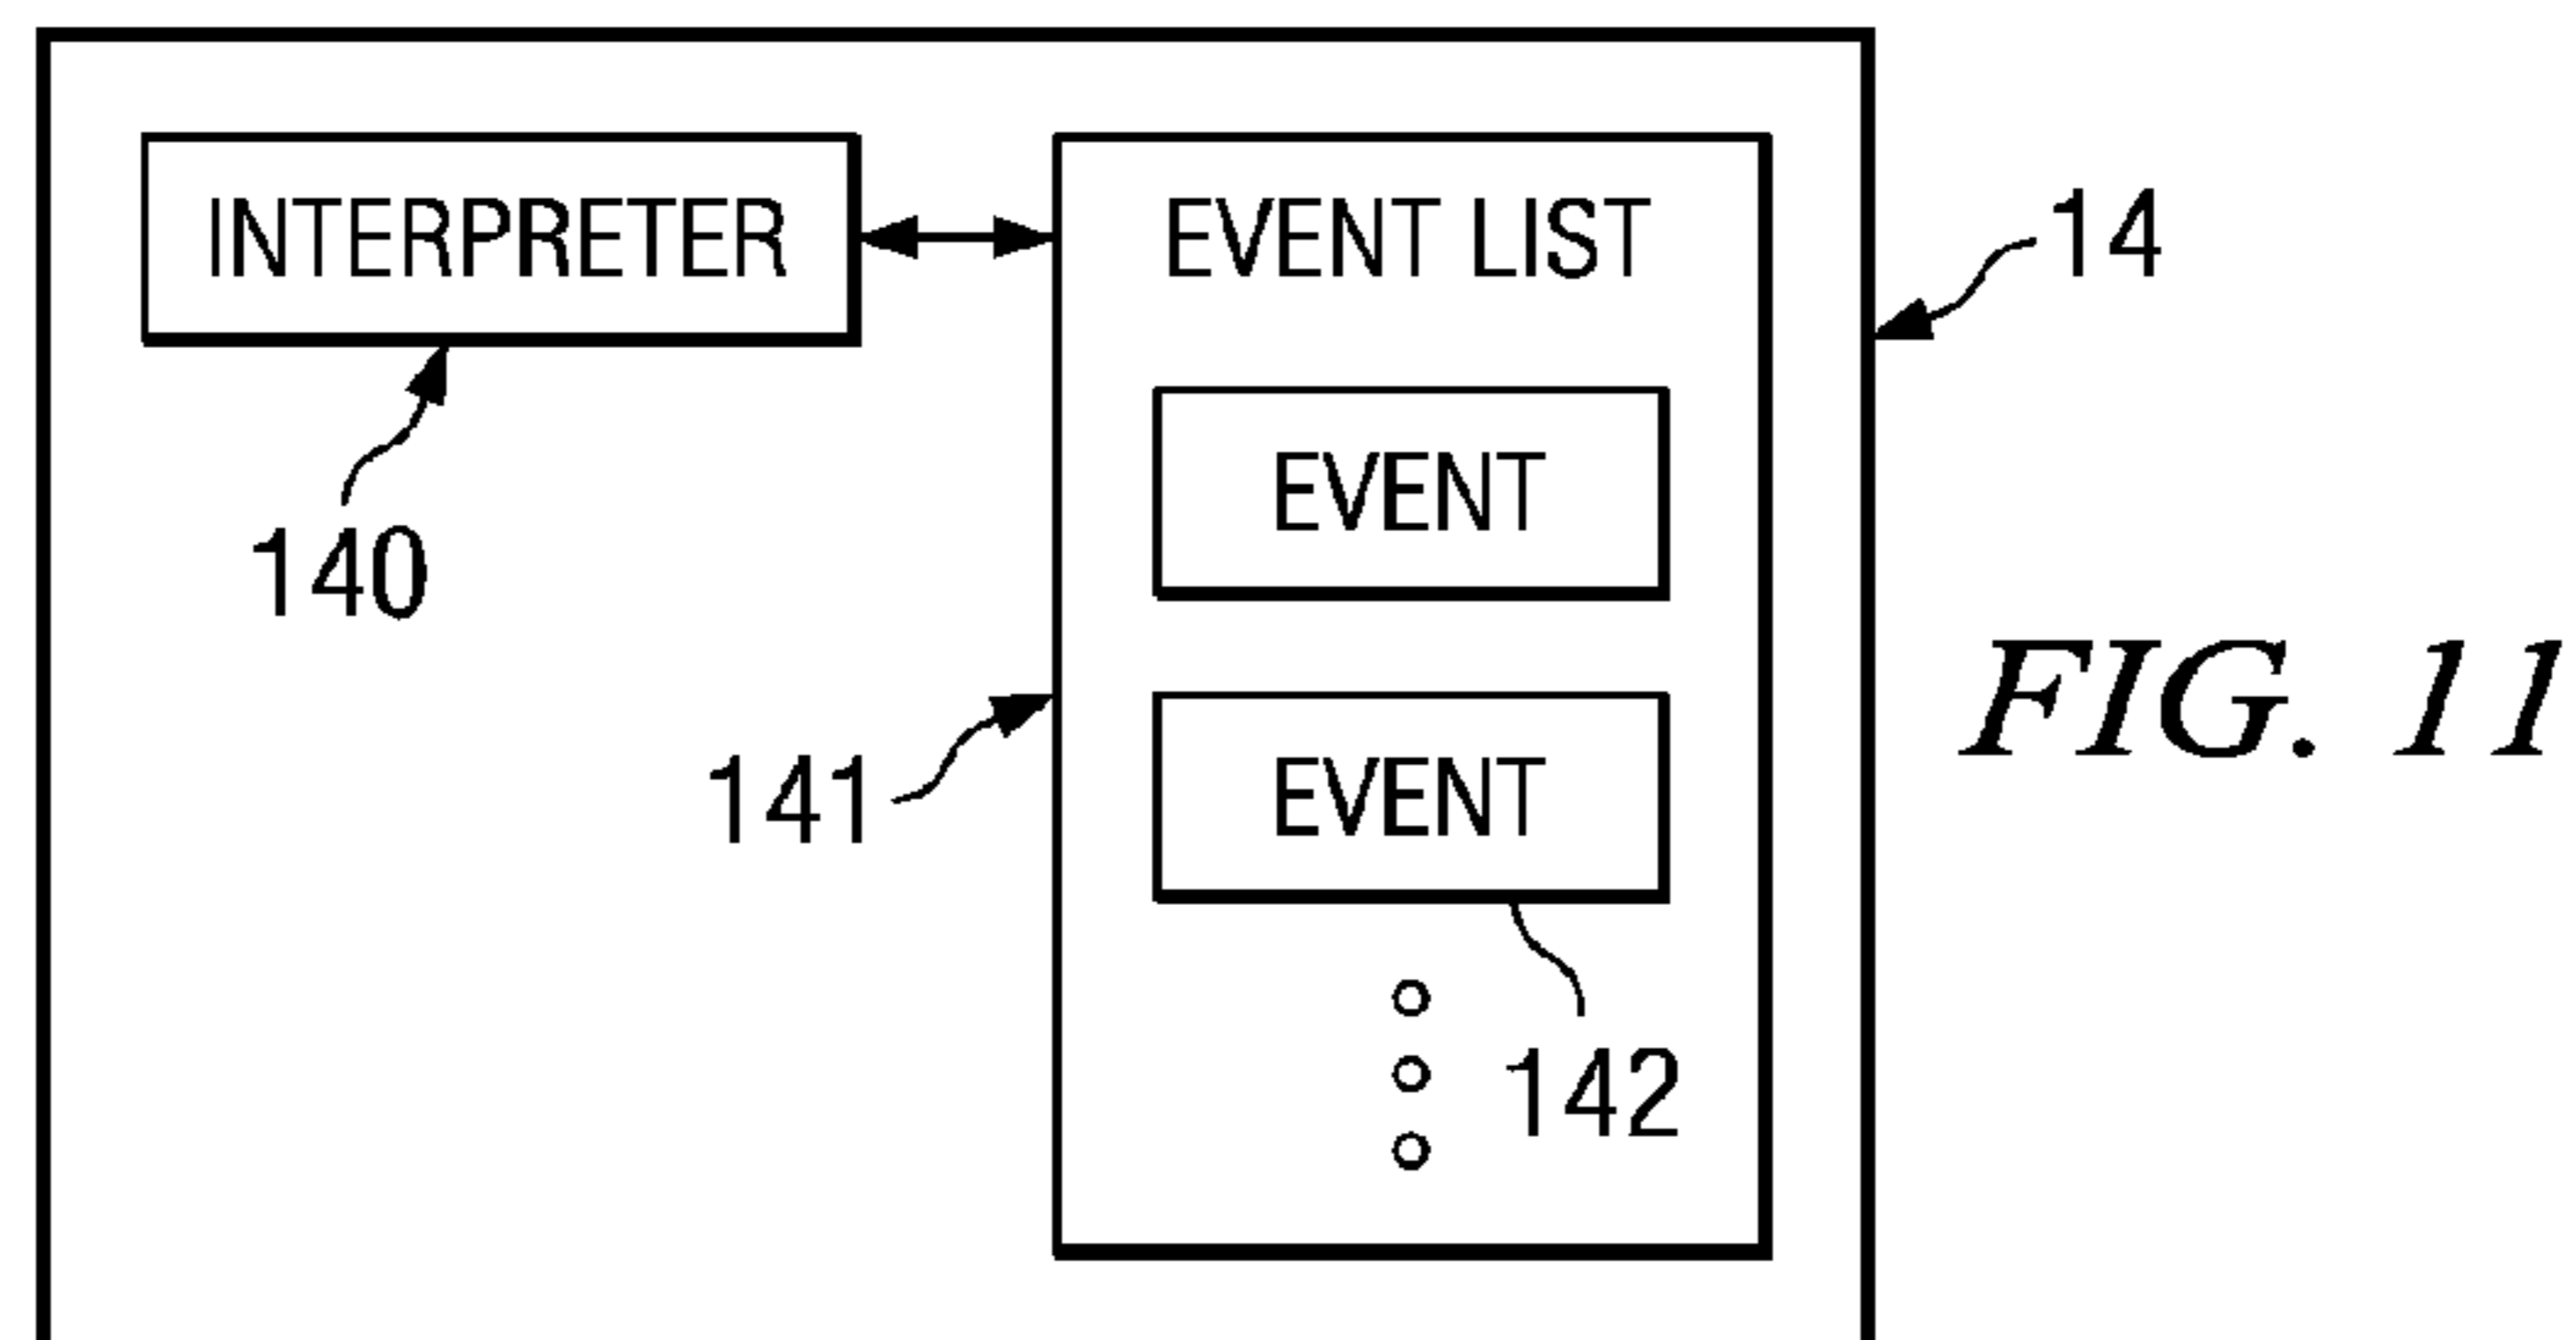 INTERPRETER
EVENT LIST
14
EVENT
140
FIG. 11
141
EVENT
142